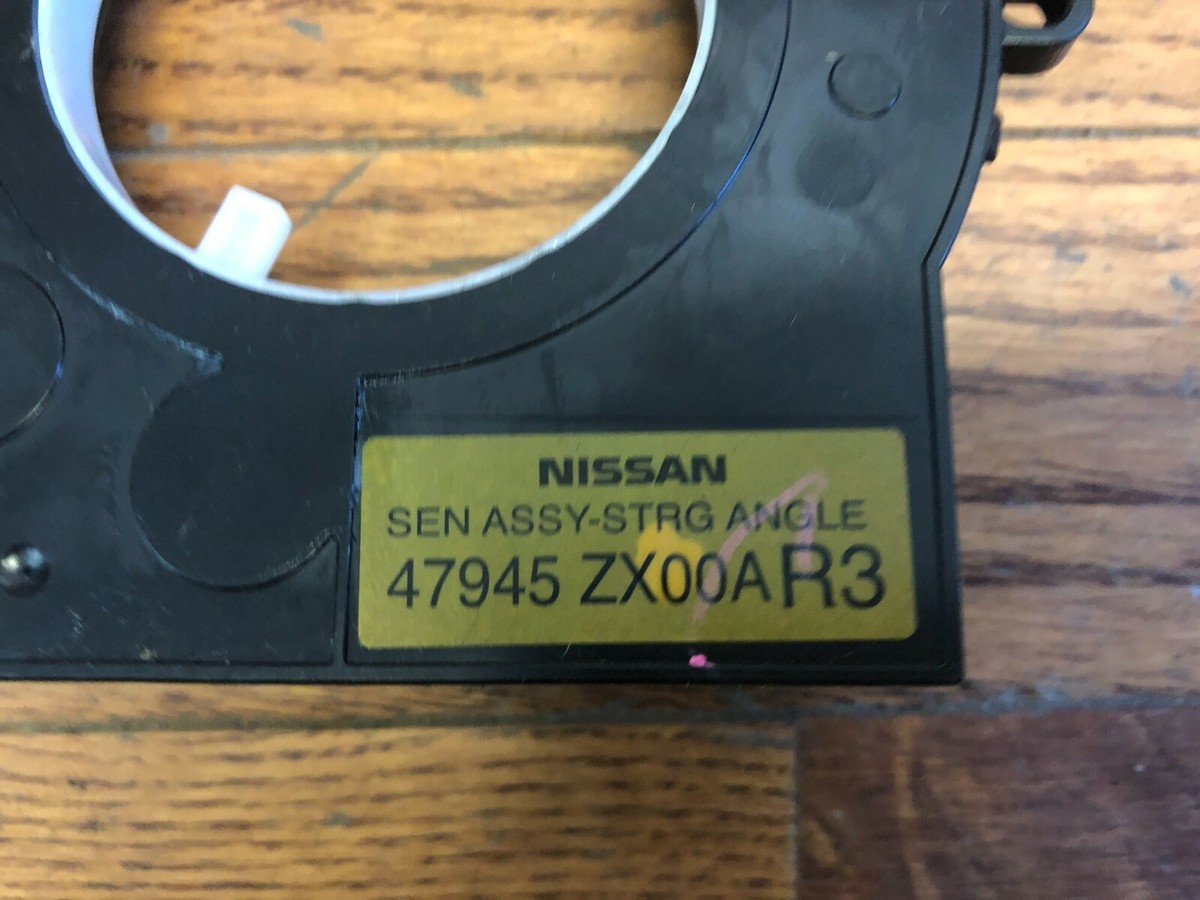 NISSAN
SEN ASSY-STRG ANGLE
47945 ZX00A R3